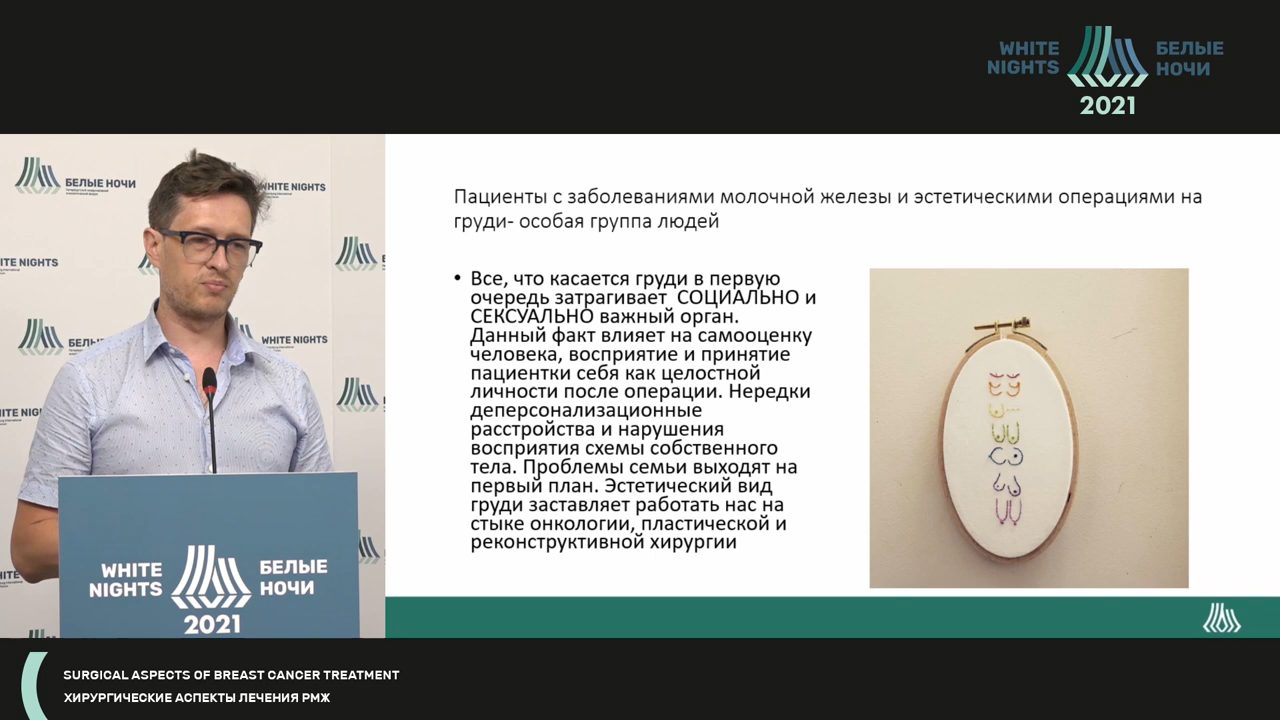 WHITE
NIGHTS
БЕЛЫЕ
НОЧИ
2021
БЕЛЫЕ НОЧИ
WHITE NIGHTS
NIGHTS
WHITE NIGHTS
Пациенты с заболеваниями молочной железы и эстетическими операциями на
груди- особая группа людей
• Все, что касается груди в первую
очередь затрагивает СОЦИАЛЬНО и
СЕКСУАЛЬНО важный орган.
Данный факт влияет на самооценку
человека, восприятие и принятие
пациентки себя как целостной
личности после операции. Нередки
деперсонализационные
расстройства и нарушения
восприятия схемы собственного
тела. Проблемы семьи выходят на
первый план. Эстетический вид
груди заставляет работать нас на
стыке онкологии, пластической и
реконструктивной хирургии
WHITE
NIGHTS
БЕЛЫЕ
НОЧИ
2021
SURGICAL ASPECTS OF BREAST CANCER TREATMENT
ХИРУРГИЧЕСКИЕ АСПЕКТЫ ЛЕЧЕНИЯ РМЖ